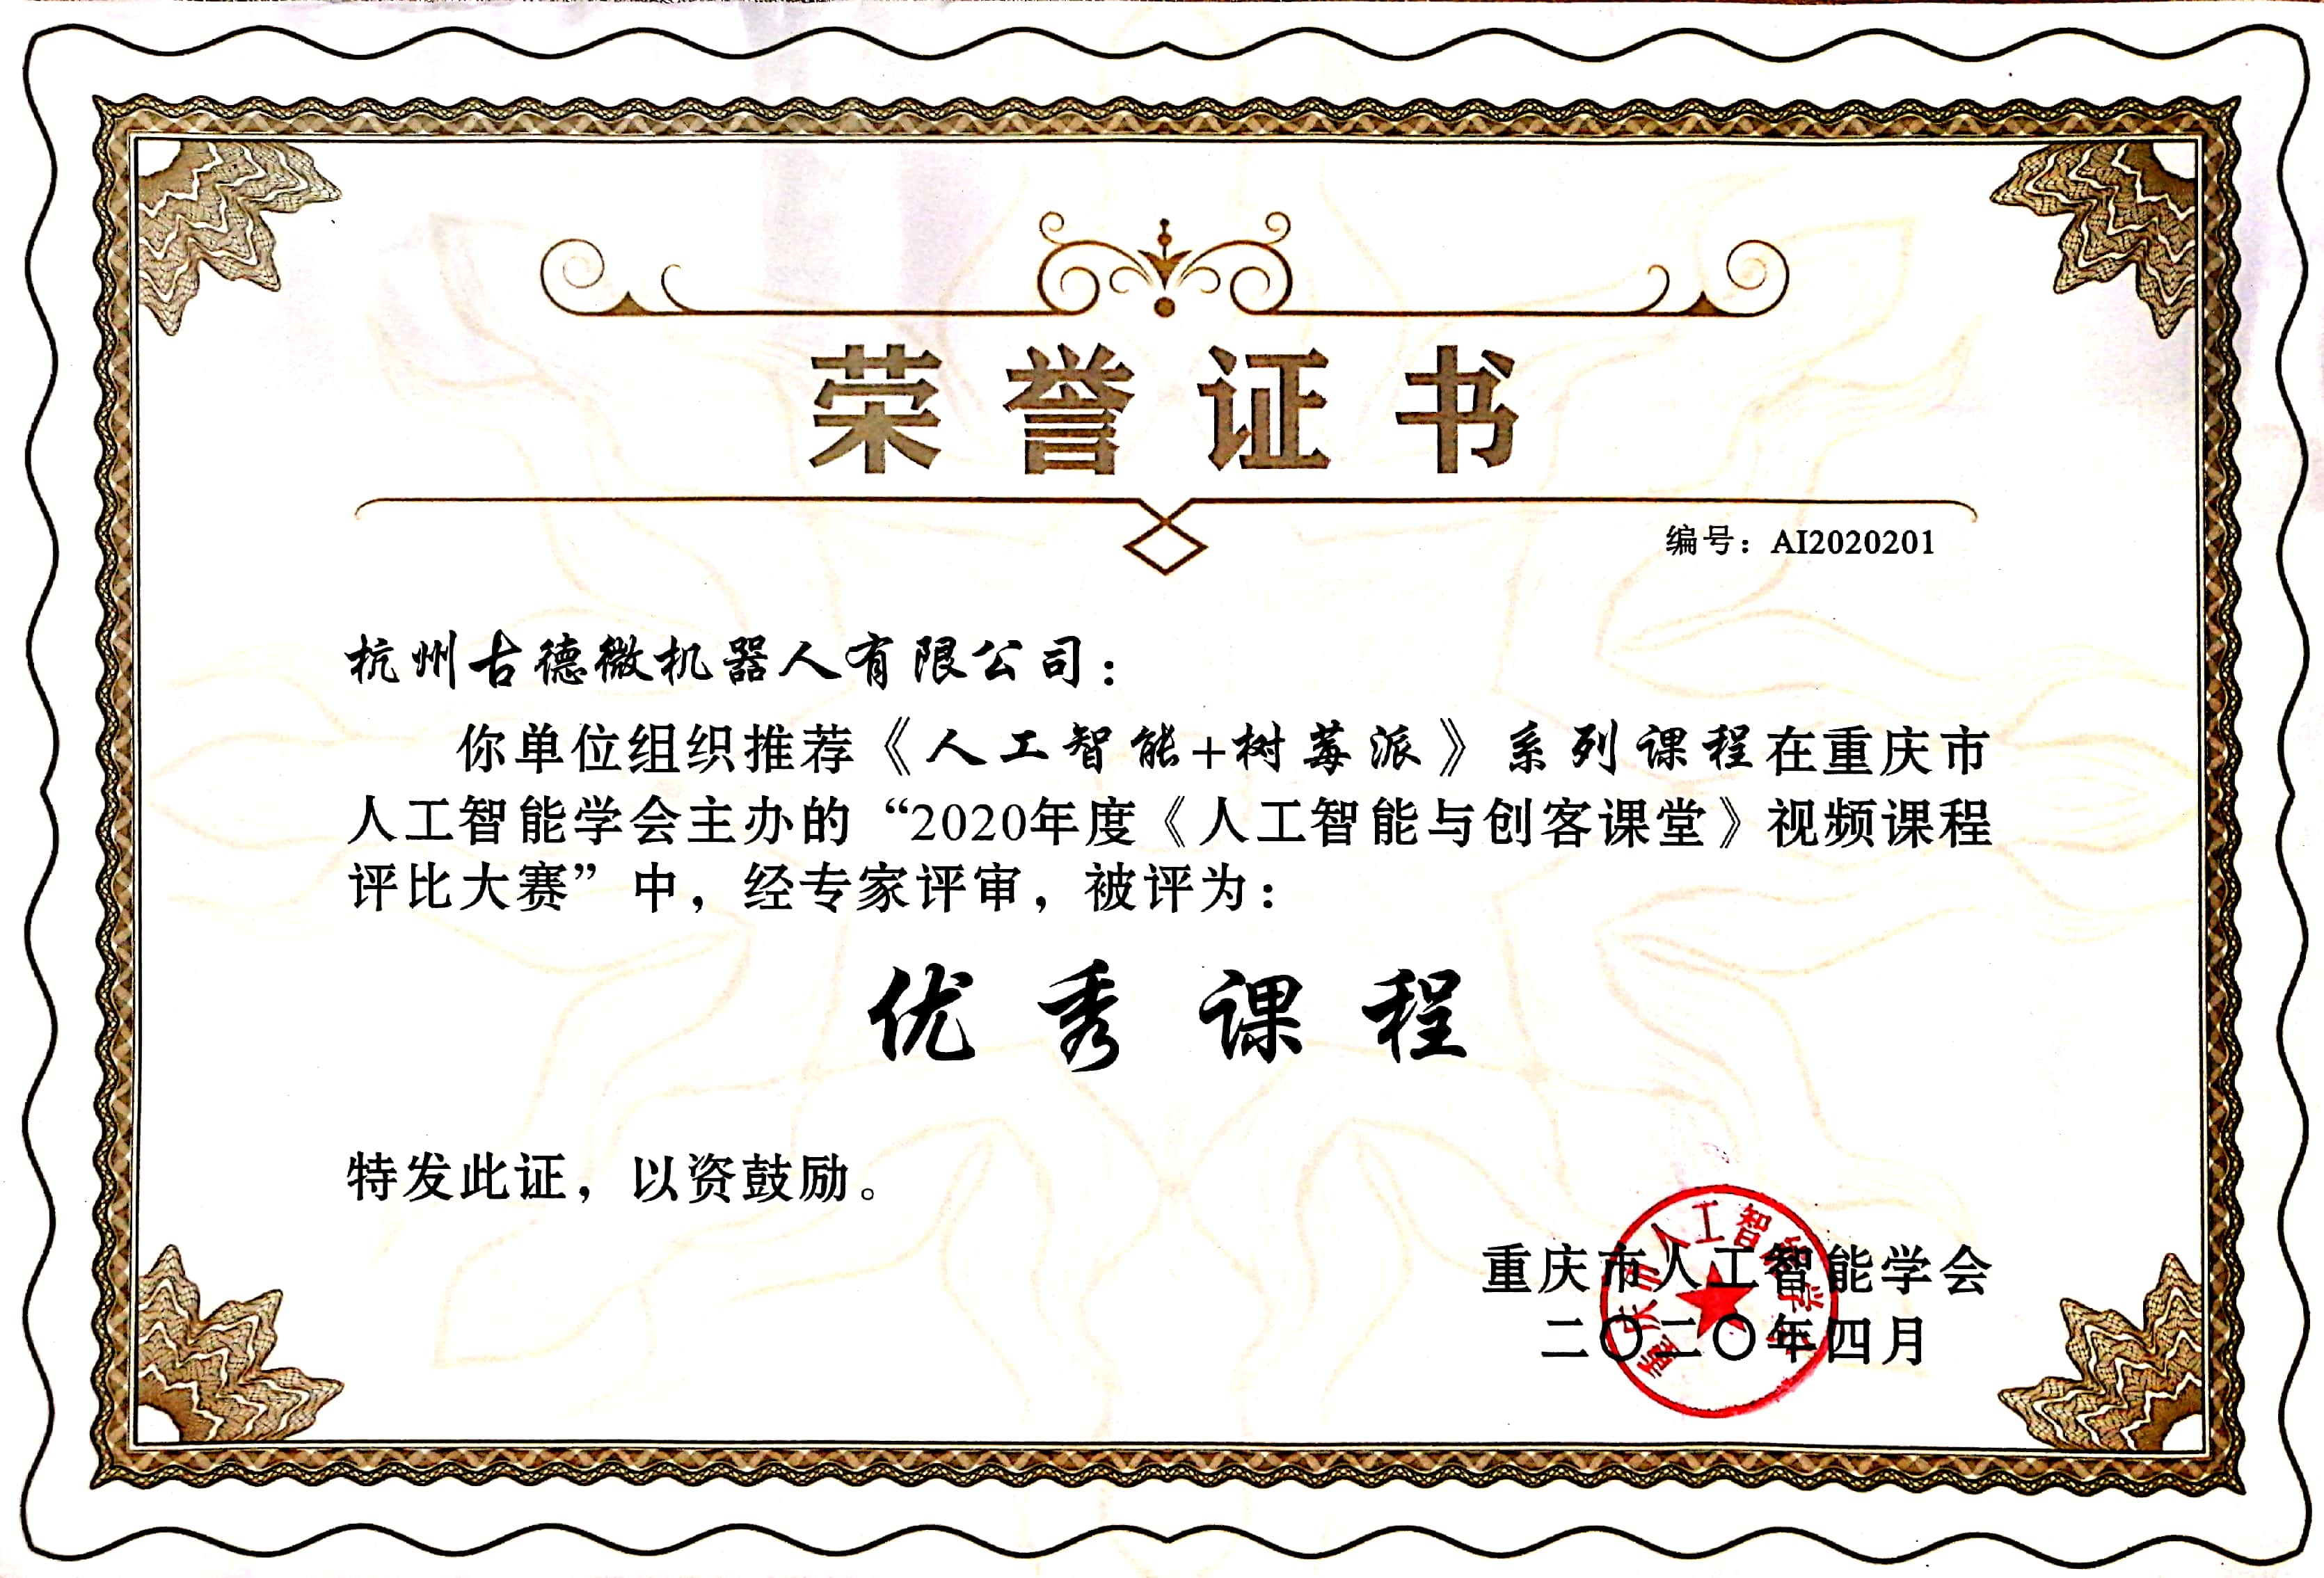 荣誉证书
编号：AI2020201
杭州古德微机器人有限公司：
你单位组织推荐《人工智能+树莓派》系列课程在重庆市
人工智能学会主办的“2020年度《人工智能与创客课堂》视频课程
评比大赛”中，经专家评审，被评为：
优秀课程
特发此证，以资鼓励。
重庆市人工智能学会
重庆市人工智能学会
二〇二〇年四月